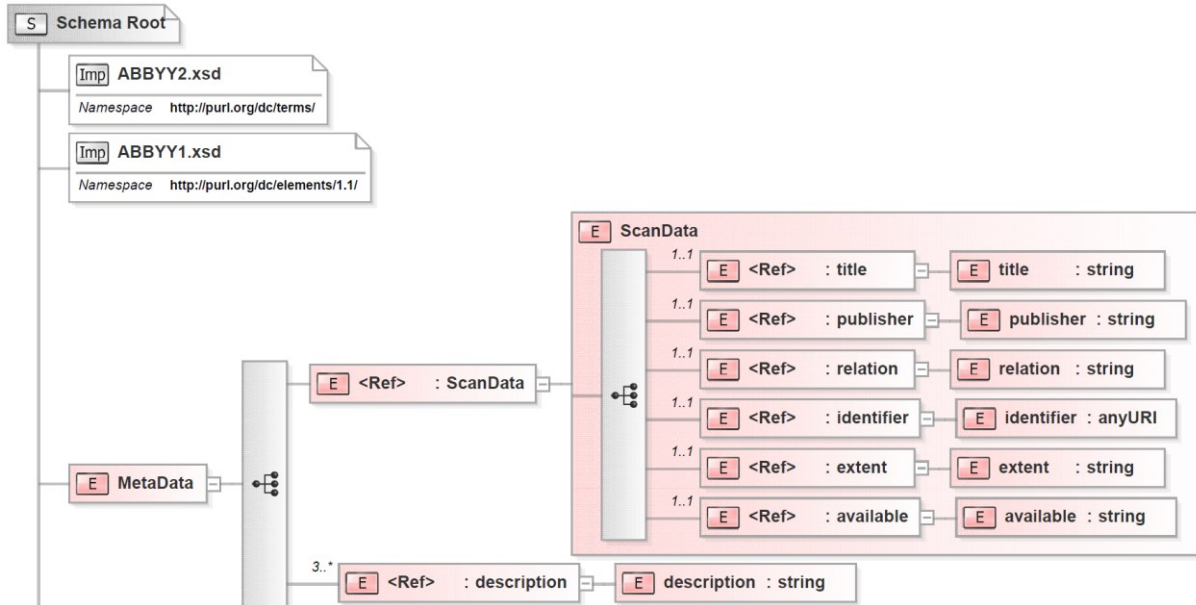 S Schema Root
Imp ABBYY2.xsd
Namespace http://purl.org/dc/terms/
Imp ABBYY1.xsd
Namespace http://purl.org/dc/elements/1.1/
E ScanData
1..1
E <Ref> : title E title : string
1..1
E <Ref> : publisher E publisher : string
1..1
E <Ref> : relation E relation : string
1..1
E <Ref> : identifier E identifier : anyURI
1..1
E <Ref> : extent E extent : string
1..1
E <Ref> : available E available : string
E <Ref> : ScanData
E MetaData
3..*
E <Ref> : description E description : string